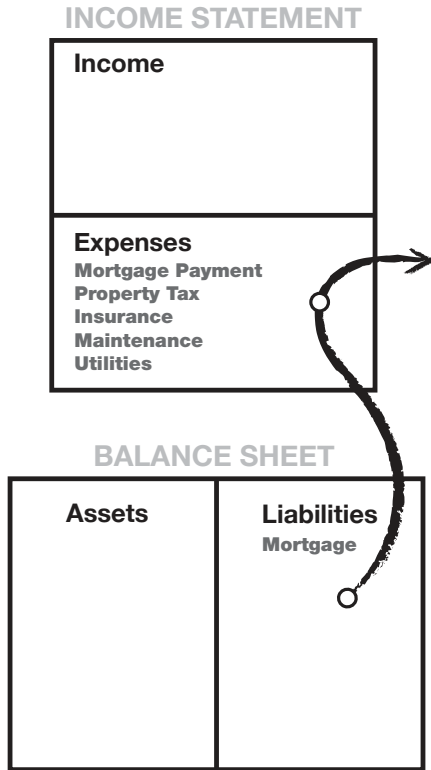 INCOME STATEMENT
Income
Expenses
Mortgage Payment
Property Tax
Insurance
Maintenance
Utilities
BALANCE SHEET
Assets
Liabilities
Mortgage